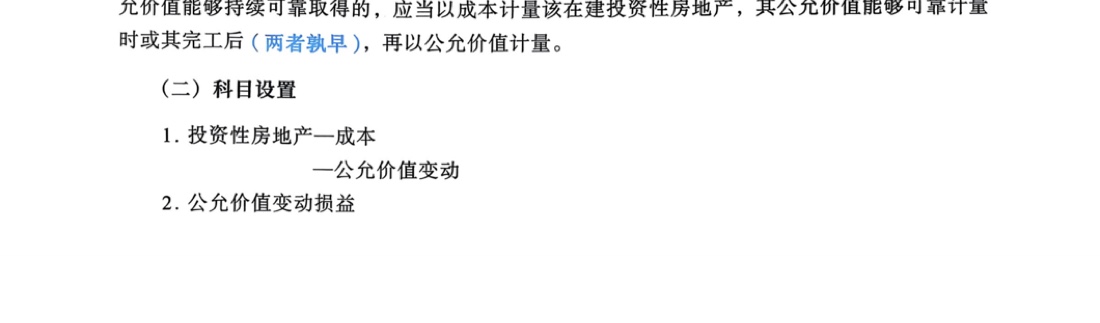 允价值能够持续可靠取得的，应当以成本计量该在建投资性房地产，其公允价值能够可靠计量
时或其完工后（两者孰早），再以公允价值计量。
（二）科目设置
1. 投资性房地产—成本
—公允价值变动
2. 公允价值变动损益